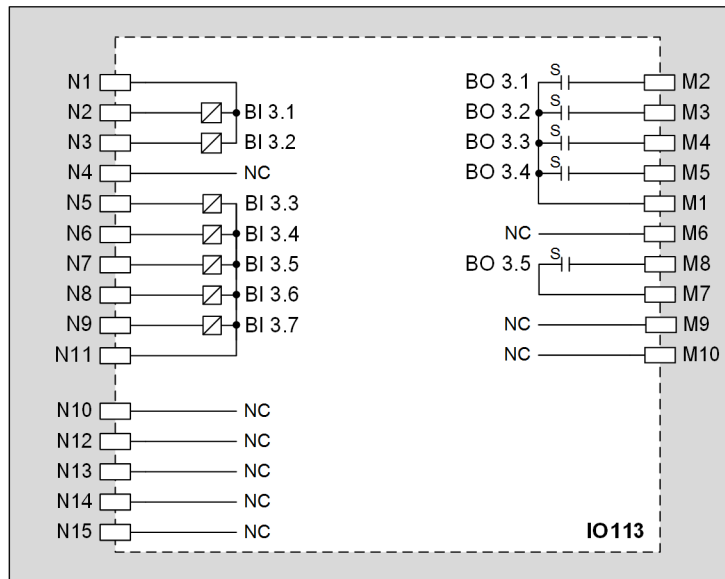 N1 BO 3.1 S M2
N2 BI 3.1 BO 3.2 S M3
N3 BI 3.2 BO 3.3 S M4
N4 NC BO 3.4 S M5
N5 BI 3.3 M1
N6 BI 3.4 NC M6
N7 BI 3.5 BO 3.5 S M8
N8 BI 3.6 M7
N9 BI 3.7 NC M9
N11 NC M10
N10 NC
N12 NC
N13 NC
N14 NC
N15 NC IO113